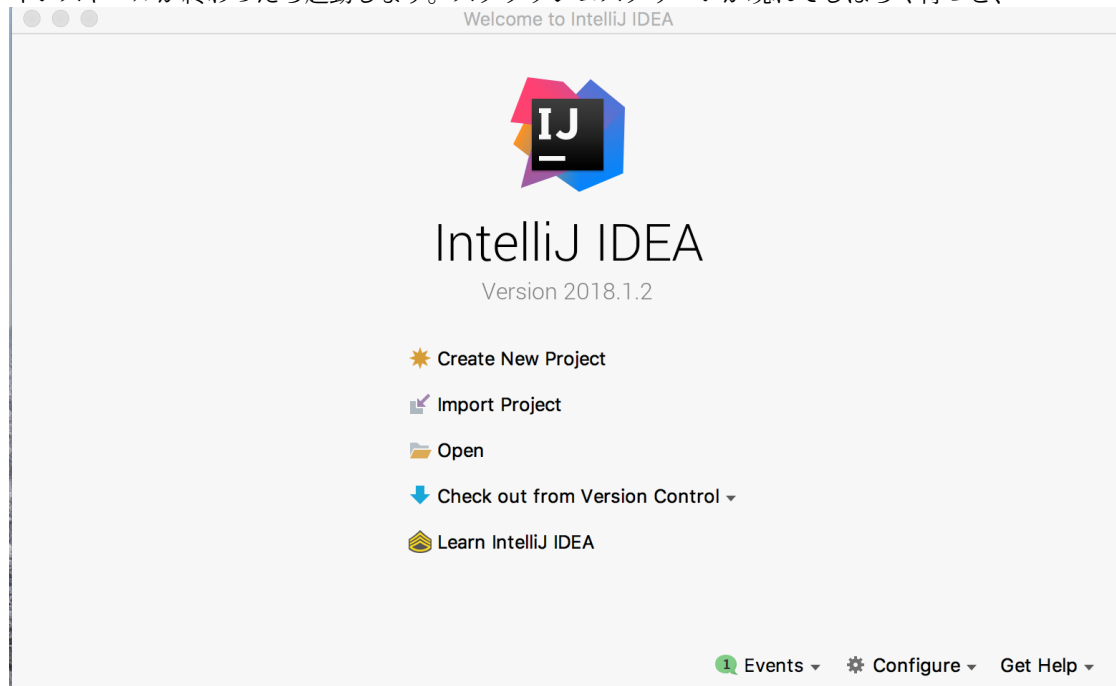 Welcome to IntelliJ IDEA
IJ
IntelliJ IDEA
Version 2018.1.2
Create New Project
Import Project
Open
Check out from Version Control
Learn IntelliJ IDEA
1 Events
Configure
Get Help